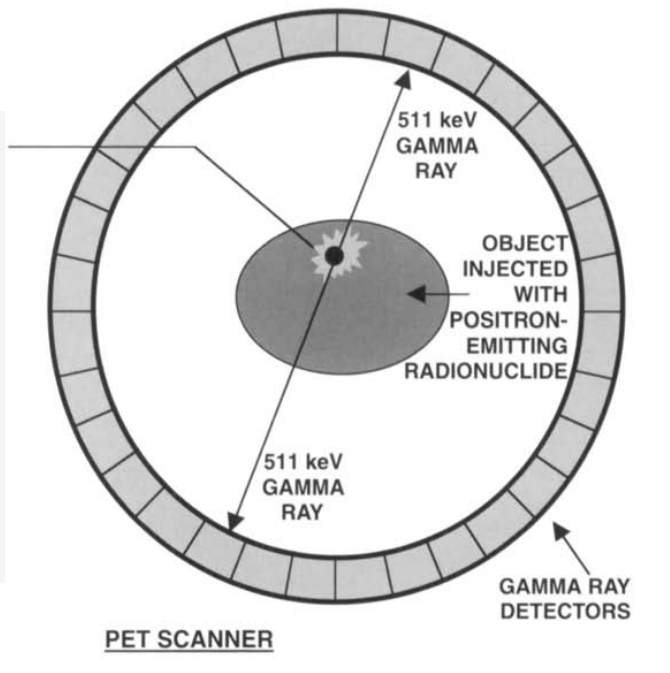 511 keV
GAMMA
RAY
OBJECT
INJECTED
WITH
POSITRON-
EMITTING
RADIONUCLIDE
511 keV
GAMMA
RAY
GAMMA RAY
DETECTORS
PET SCANNER